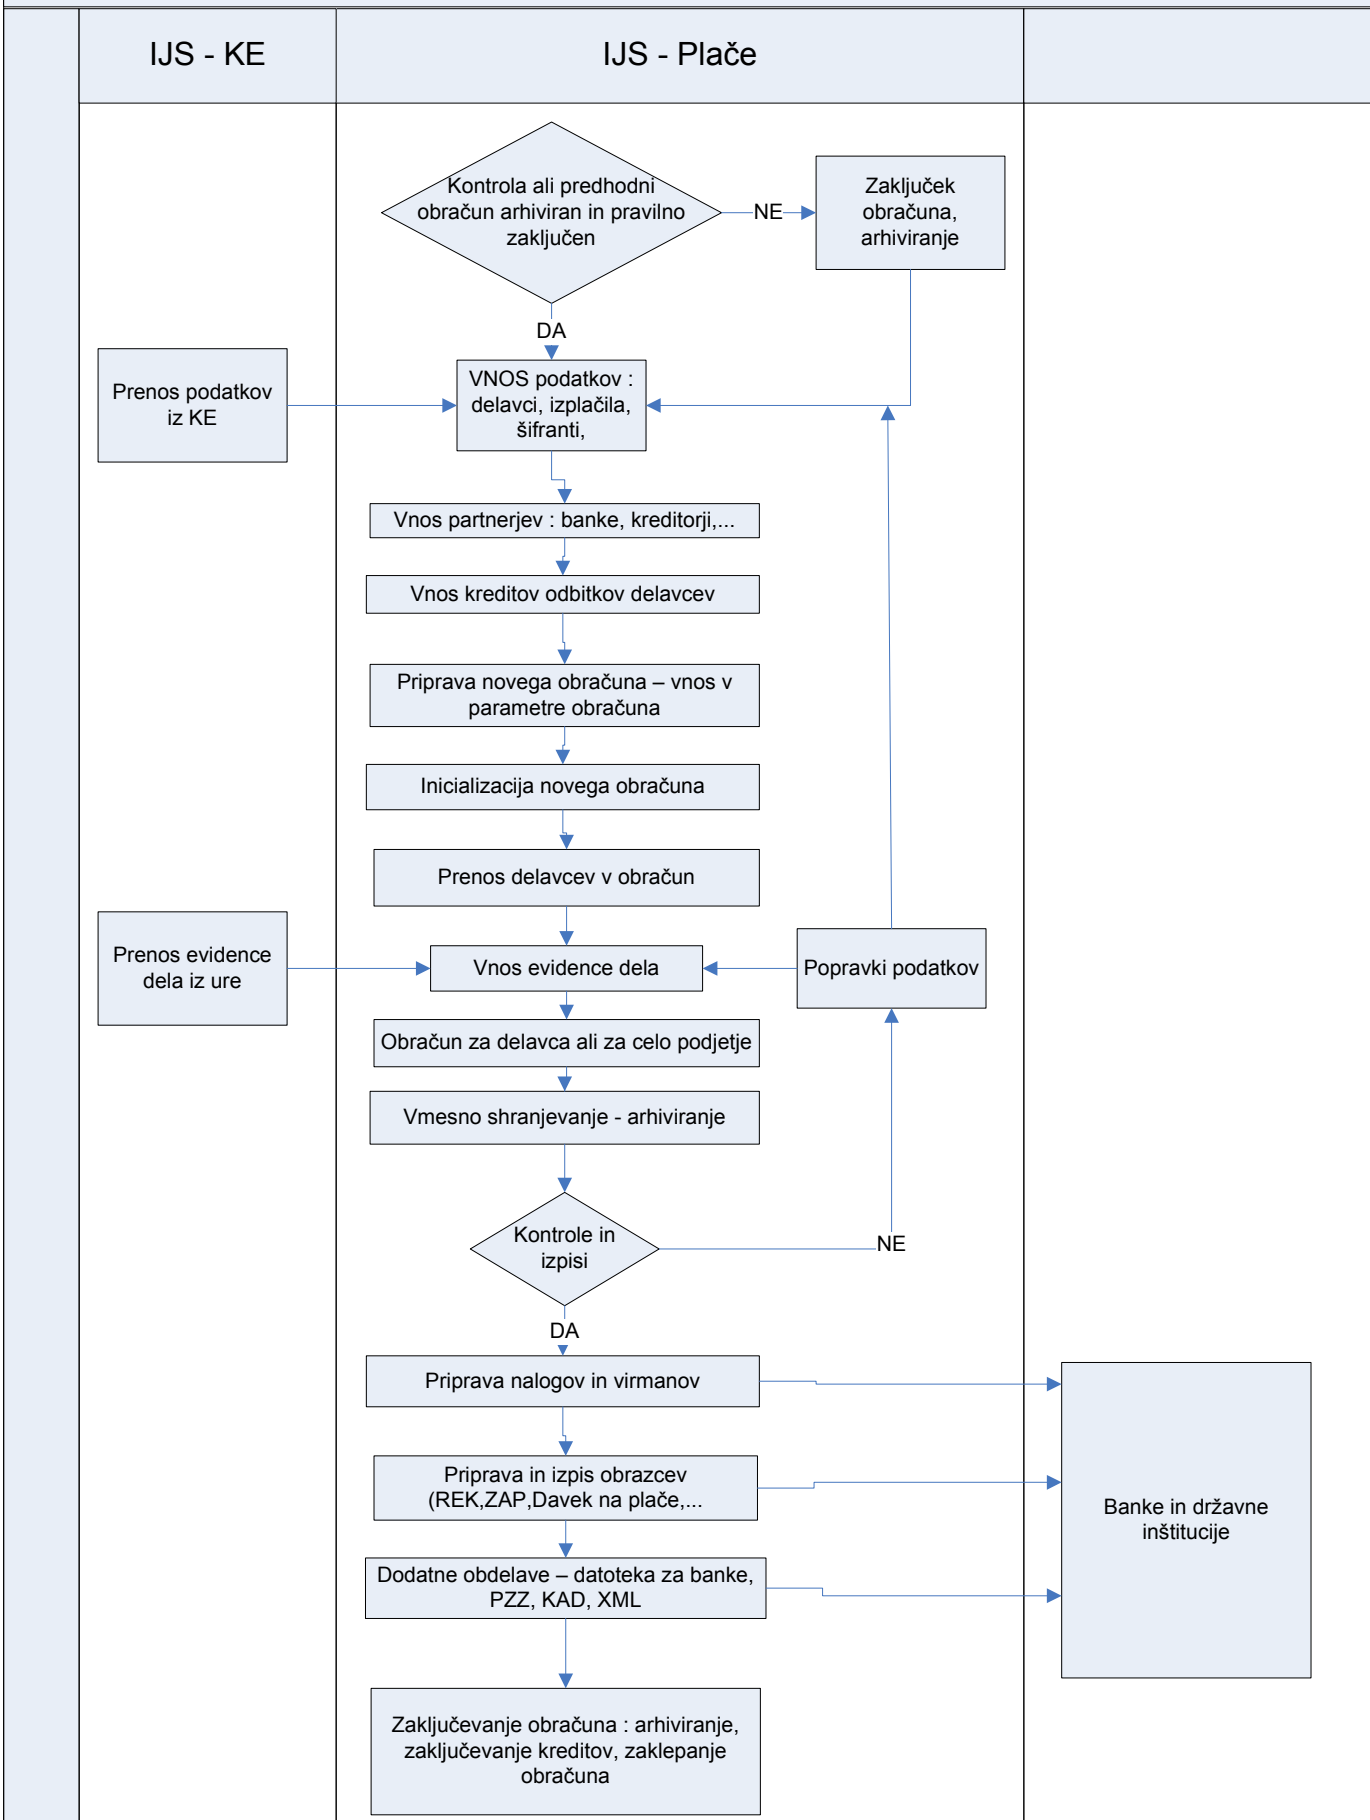 IJS - KE
IJS - Plače
Kontrola ali predhodni
obračun arhiviran in pravilno
zaključen
NE
Zaključek
obračuna,
arhiviranje
DA
Prenos podatkov
iz KE
VNOS podatkov :
delavci, izplačila,
šifranti,
Vnos partnerjev : banke, kreditorji,...
Vnos kreditov odbitkov delavcev
Priprava novega obračuna – vnos v
parametre obračuna
Inicializacija novega obračuna
Prenos delavcev v obračun
Prenos evidence
dela iz ure
Vnos evidence dela
Popravki podatkov
Obračun za delavca ali za celo podjetje
Vmesno shranjevanje - arhiviranje
Kontrole in
izpisi
NE
DA
Priprava nalogov in virmanov
Priprava in izpis obrazcev
(REK,ZAP,Davek na plače,...
Banke in državne
inštitucije
Dodatne obdelave – datoteka za banke,
PZZ, KAD, XML
Zaključevanje obračuna : arhiviranje,
zaključevanje kreditov, zaklepanje
obračuna